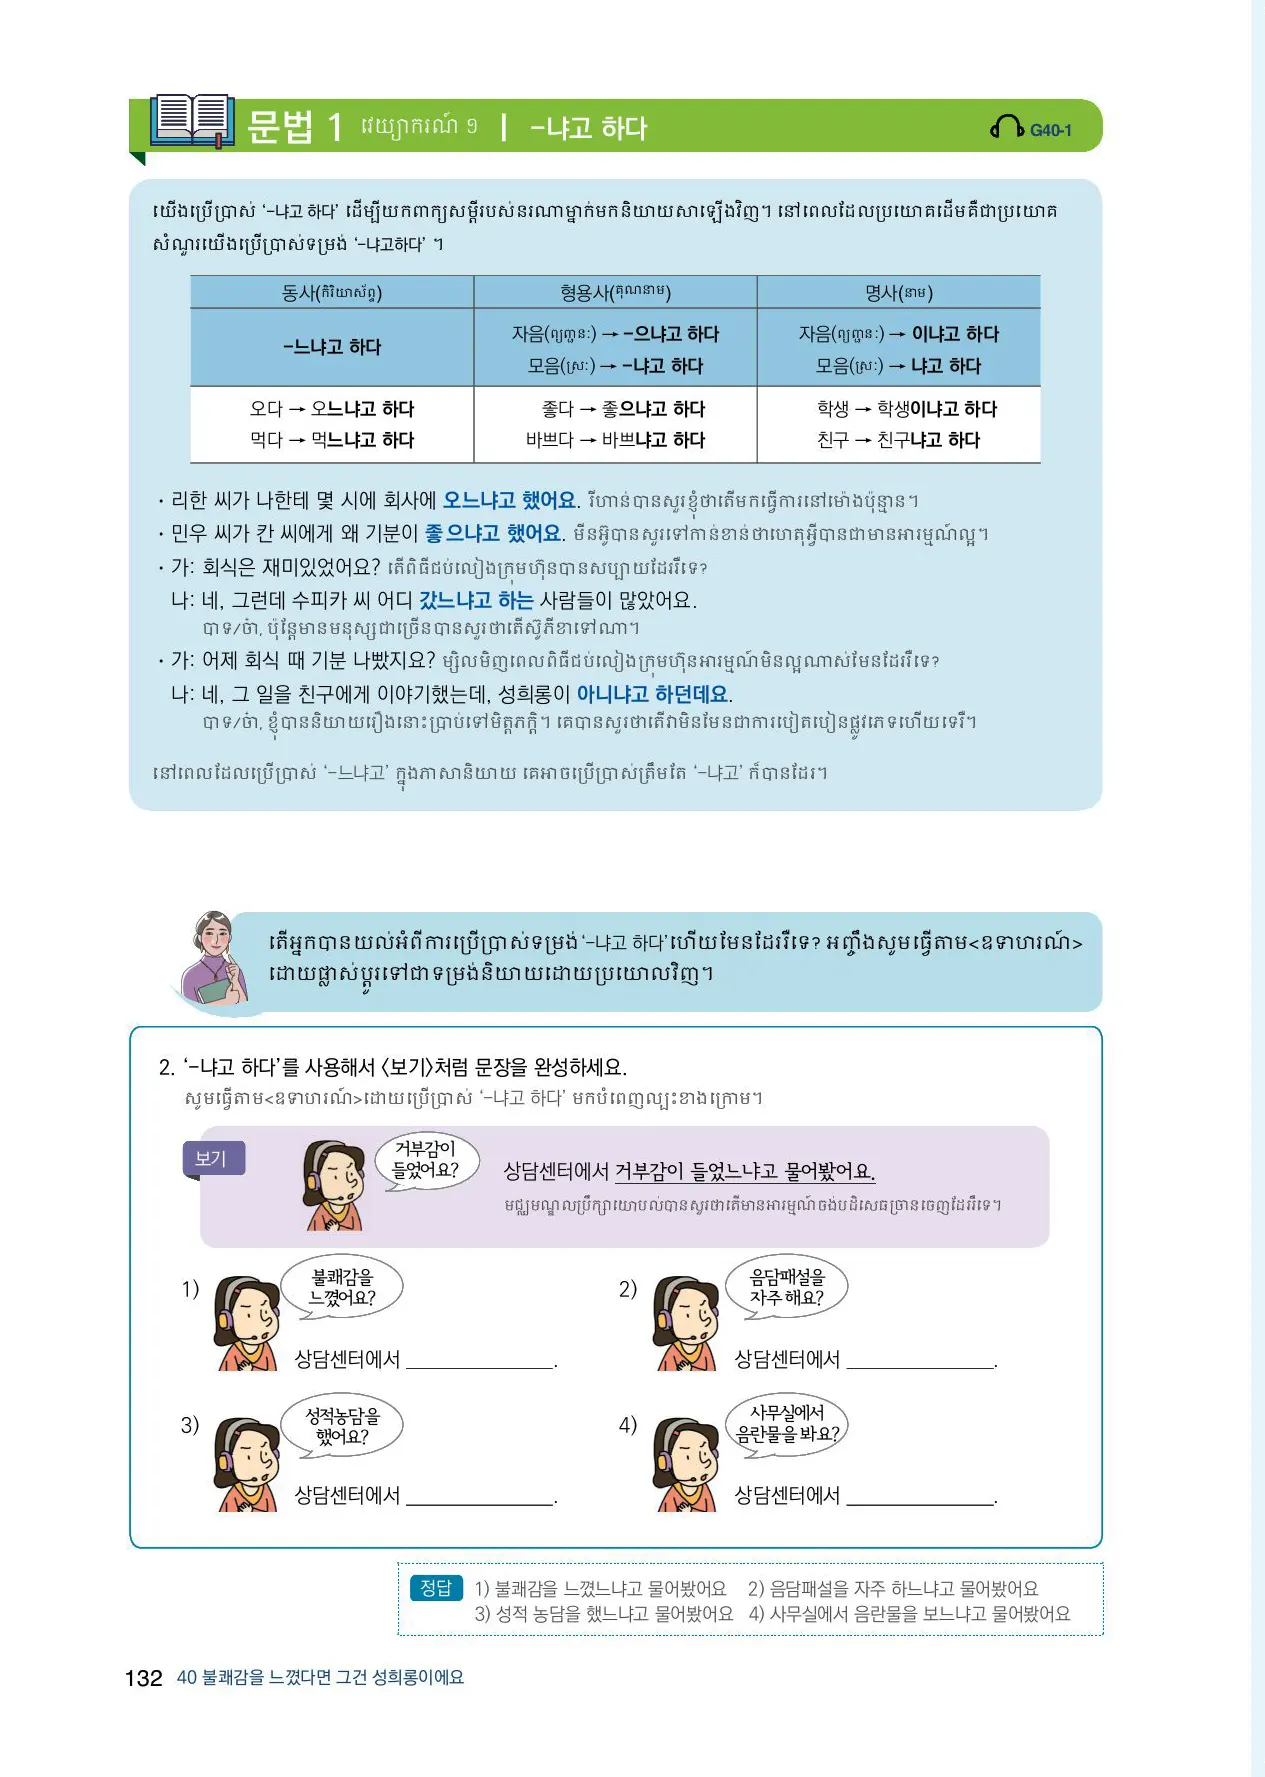 문법 1 វេយ្យាករណ៍ ១ | -냐고 하다 G40-1
យើងប្រើប្រាស់ ‘-냐고 하다’ ដើម្បីយកពាក្យសម្ដីរបស់នរណាម្នាក់មកនិយាយសាឡើងវិញ។ នៅពេលដែលប្រយោគដើមគឺជាប្រយោគ
សំណួរយើងប្រើប្រាស់ទម្រង់ ‘-냐고하다’ ។
동사(កិរិយាស័ព្ទ) 형용사(គុណនាម) 명사(នាម)
-느냐고 하다
자음(ព្យញ្ជនៈ) → -으냐고 하다
모음(ស្រៈ) → -냐고 하다
자음(ព្យញ្ជនៈ) → 이냐고 하다
모음(ស្រៈ) → 냐고 하다
오다 → 오느냐고 하다
먹다 → 먹느냐고 하다
좋다 → 좋으냐고 하다
바쁘다 → 바쁘냐고 하다
학생 → 학생이냐고 하다
친구 → 친구냐고 하다
• 리한 씨가 나한테 몇 시에 회사에 오느냐고 했어요. រីហាន់បានសួរខ្ញុំថាតើមកធ្វើការនៅម៉ោងប៉ុន្មាន។
• 민우 씨가 칸 씨에게 왜 기분이 좋으냐고 했어요. មីនអ៊ូបានសួរទៅកាន់ខាន់ថាហេតុអ្វីបានជាមានអារម្មណ៍ល្អ។
• 가: 회식은 재미있었어요? តើពិធីជប់លៀងក្រុមហ៊ុនបានសប្បាយដែររឺទេ?
나: 네, 그런데 수피카 씨 어디 갔느냐고 하는 사람들이 많았어요.
បាទ/ចា៎, ប៉ុន្តែមានមនុស្សជាច្រើនបានសួរថាតើស៊ូភីខាទៅណា។
• 가: 어제 회식 때 기분 나빴지요? ម្សិលមិញពេលពិធីជប់លៀងក្រុមហ៊ុនអារម្មណ៍មិនល្អណាស់មែនដែររឺទេ?
나: 네, 그 일을 친구에게 이야기했는데, 성희롱이 아니냐고 하던데요.
បាទ/ចា៎, ខ្ញុំបាននិយាយរឿងនោះប្រាប់ទៅមិត្តភក្តិ។ គេបានសួរថាតើវាមិនមែនជាការបៀតបៀនផ្លូវភេទហើយទេរឺ។
នៅពេលដែលប្រើប្រាស់ ‘-느냐고’ ក្នុងភាសានិយាយ គេអាចប្រើប្រាស់ត្រឹមតែ ‘-냐고’ ក៏បានដែរ។
តើអ្នកបានយល់អំពីការប្រើប្រាស់ទម្រង់‘-냐고 하다’ហើយមែនដែររឺទេ? អញ្ចឹងសូមធ្វើតាម<ឧទាហរណ៍>
ដោយផ្លាស់ប្ដូរទៅជាទម្រង់និយាយដោយប្រយោលវិញ។
2. ‘-냐고 하다’를 사용해서 〈보기〉처럼 문장을 완성하세요.
សូមធ្វើតាម<ឧទាហរណ៍>ដោយប្រើប្រាស់ ‘-냐고 하다’ មកបំពេញល្បះខាងក្រោម។
보기
거부감이
들었어요?
상담센터에서 거부감이 들었느냐고 물어봤어요.
មជ្ឈមណ្ឌលប្រឹក្សាយោបល់បានសួរថាតើមានអារម្មណ៍ចង់បដិសេធច្រានចេញដែររឺទេ។
1) 불쾌감을
느꼈어요?
상담센터에서 ______________.
2) 음담패설을
자주 해요?
상담센터에서 ______________.
3) 성적농담을
했어요?
상담센터에서 ______________.
4) 사무실에서
음란물을 봐요?
상담센터에서 ______________.
정답 1) 불쾌감을 느꼈느냐고 물어봤어요 2) 음담패설을 자주 하느냐고 물어봤어요
3) 성적 농담을 했느냐고 물어봤어요 4) 사무실에서 음란물을 보느냐고 물어봤어요
132 40 불쾌감을 느꼈다면 그건 성희롱이에요